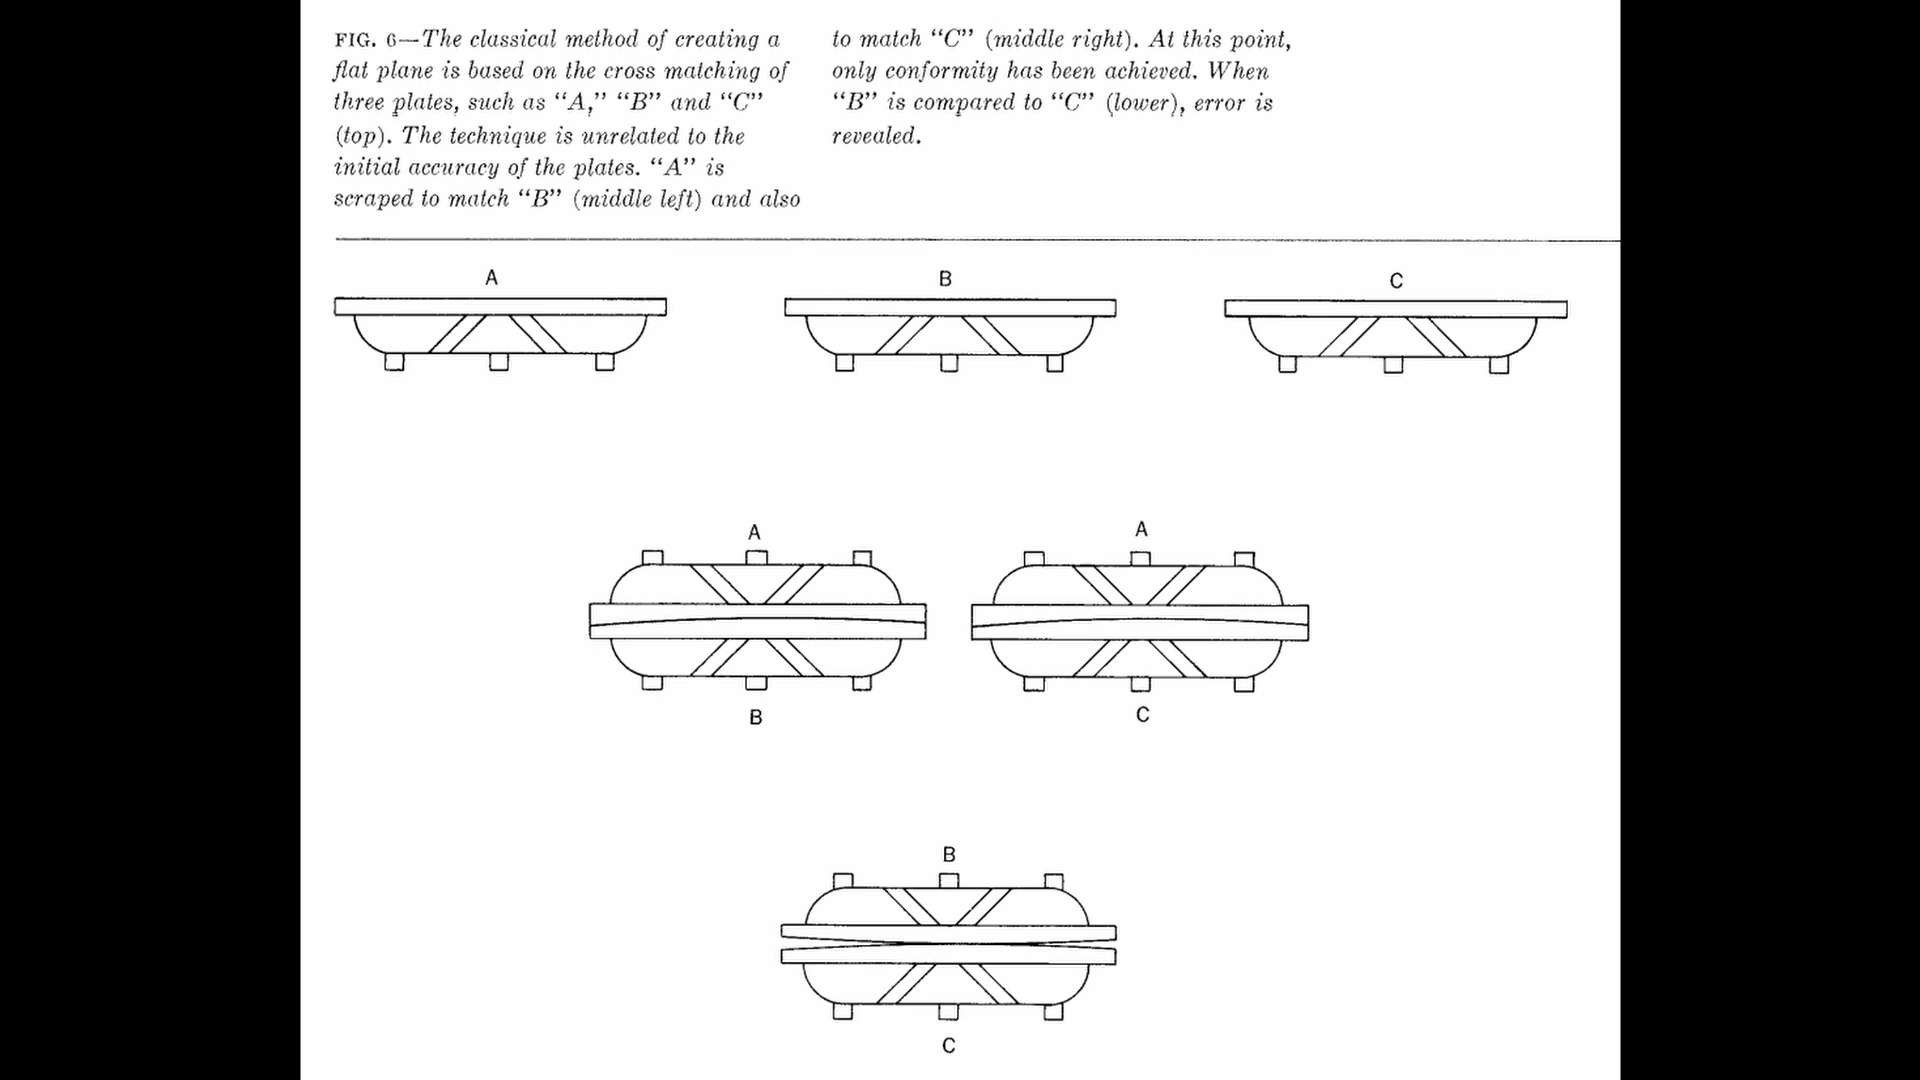 FIG. 6—The classical method of creating a
flat plane is based on the cross matching of
three plates, such as “A,” “B” and “C”
(top). The technique is unrelated to the
initial accuracy of the plates. “A” is
scraped to match “B” (middle left) and also
to match “C” (middle right). At this point,
only conformity has been achieved. When
“B” is compared to “C” (lower), error is
revealed.
A
B
C
A
A
B
C
B
C